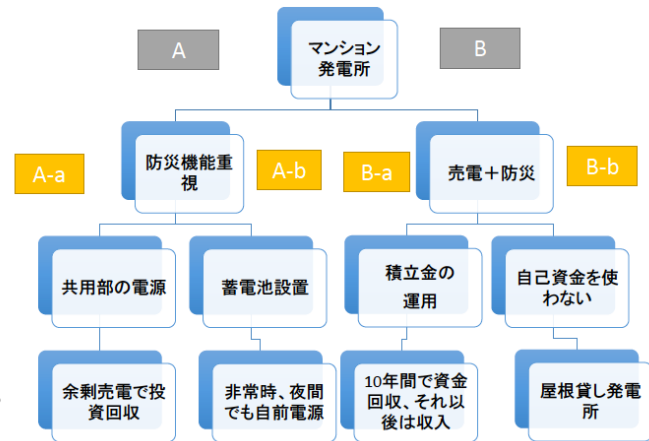 A
マンション
発電所
B
防災機能重
視
売電＋防災
A-a
A-b
B-a
B-b
共用部の電源
蓄電池設置
積立金の
運用
自己資金を使
わない
余剰売電で投
資回収
非常時、夜間
でも自前電源
10年間で資金
回収、それ以
後は収入
屋根貸し発電
所